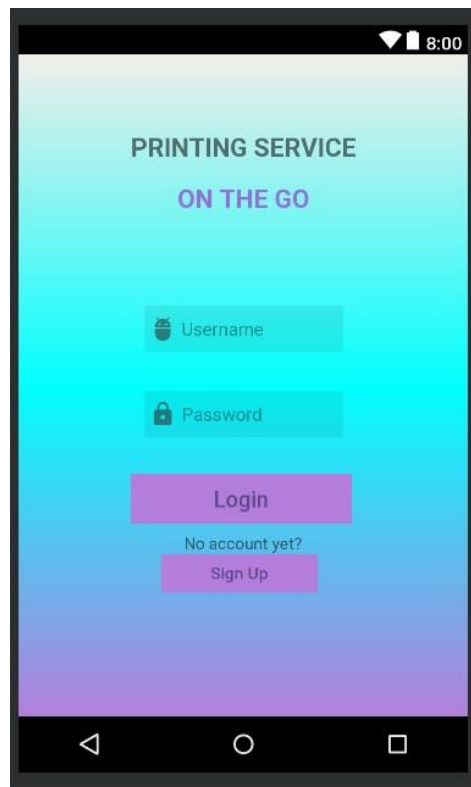 8:00
PRINTING SERVICE
ON THE GO
Username
Password
Login
No account yet?
Sign Up